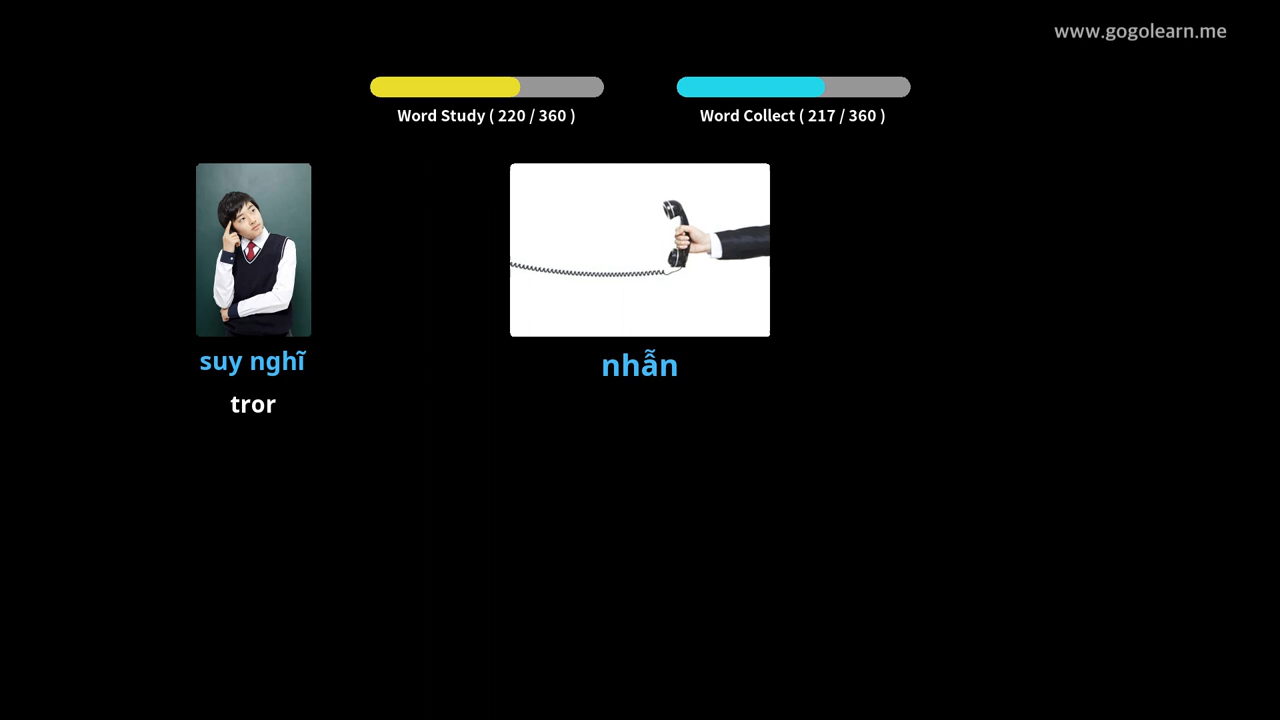 www.gogolearn.me
Word Study ( 220 / 360 )
Word Collect ( 217 / 360 )
suy nghĩ
tror
nhẫn